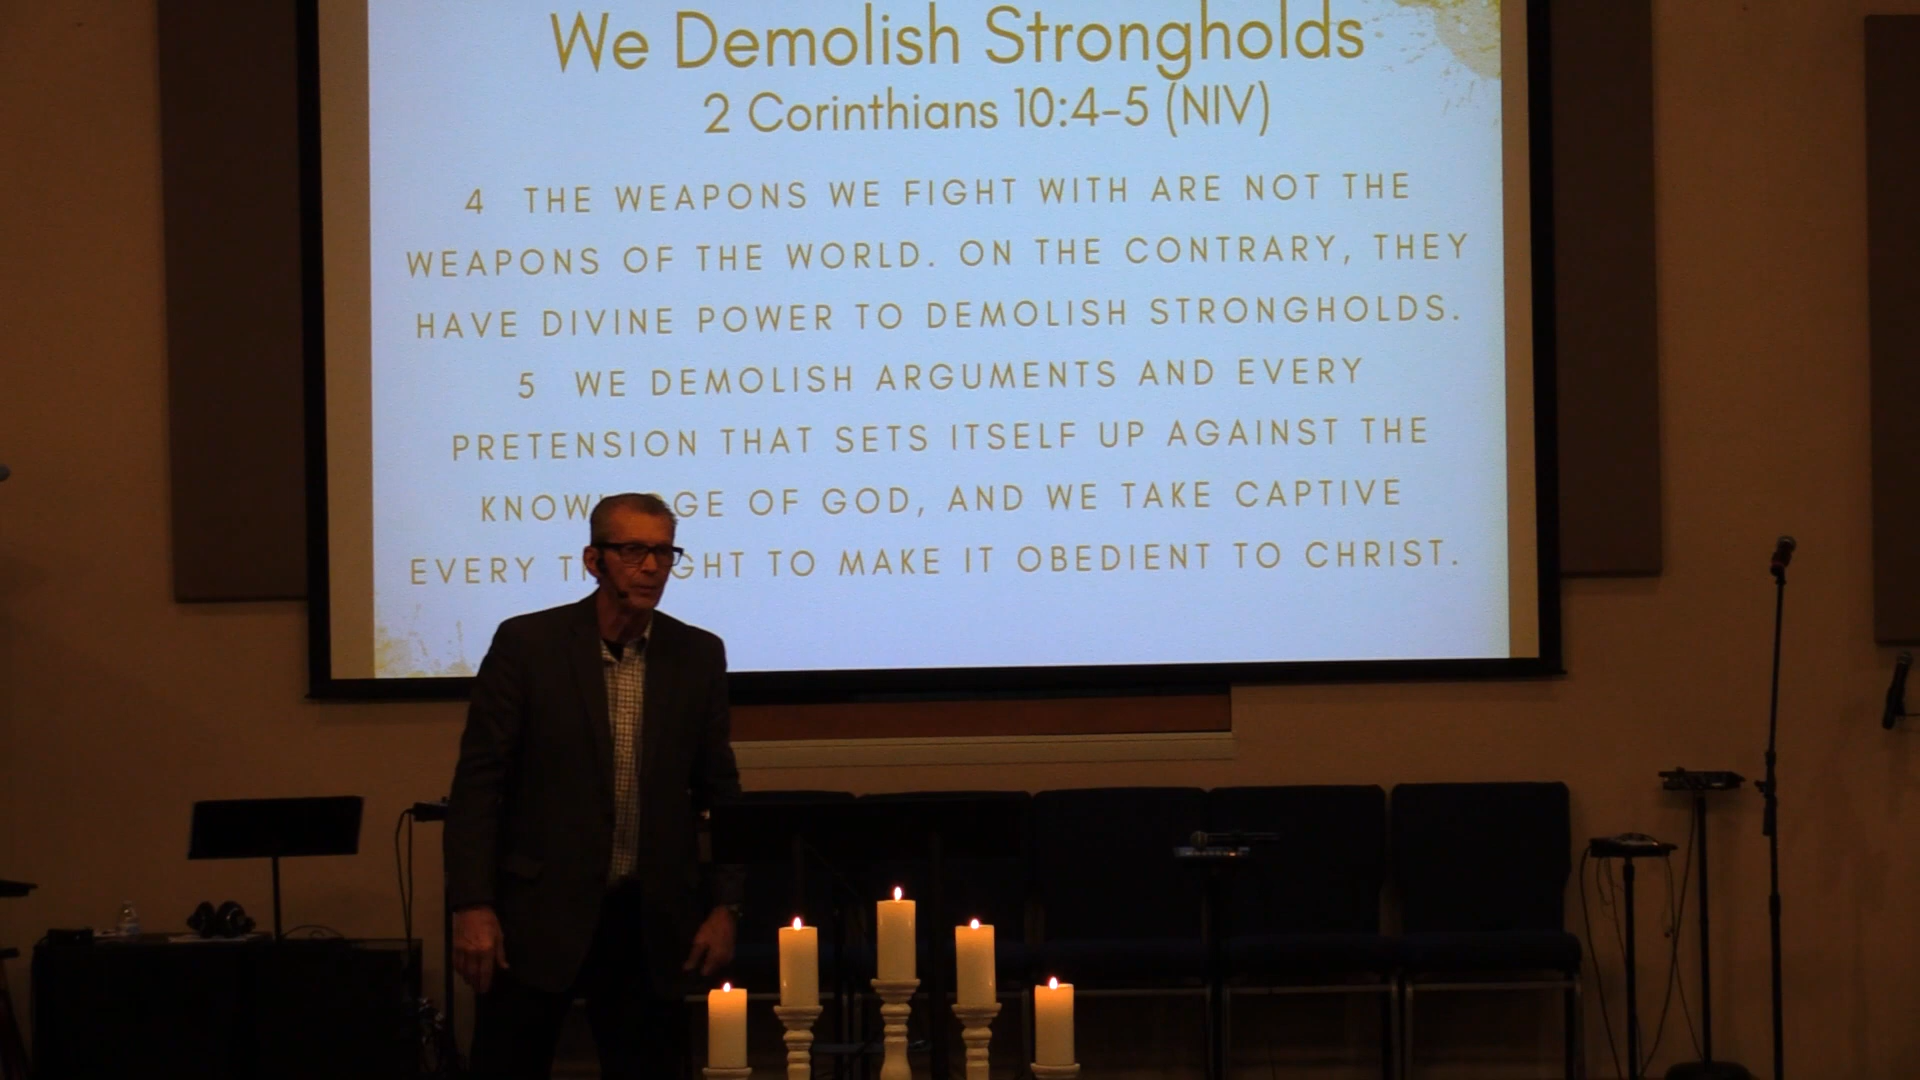 We Demolish Strongholds
2 Corinthians 10:4-5 (NIV)
4 THE WEAPONS WE FIGHT WITH ARE NOT THE
WEAPONS OF THE WORLD. ON THE CONTRARY, THEY
HAVE DIVINE POWER TO DEMOLISH STRONGHOLDS.
5 WE DEMOLISH ARGUMENTS AND EVERY
PRETENSION THAT SETS ITSELF UP AGAINST THE
OF GOD, AND WE TAKE CAPTIVE
EVERY TO MAKE IT OBEDIENT TO CHRIST.